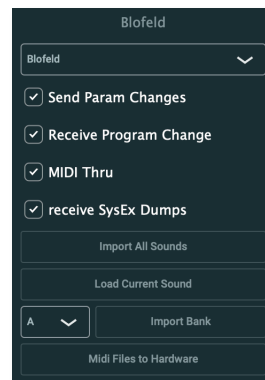 Blofeld
Blofeld
Send Param Changes
Receive Program Change
MIDI Thru
receive SysEx Dumps
Import All Sounds
Load Current Sound
A Import Bank
Midi Files to Hardware